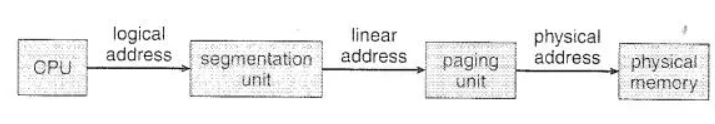 logical
address
linear
address
physical
address
CPU
segmentation
unit
paging
unit
physical
memory